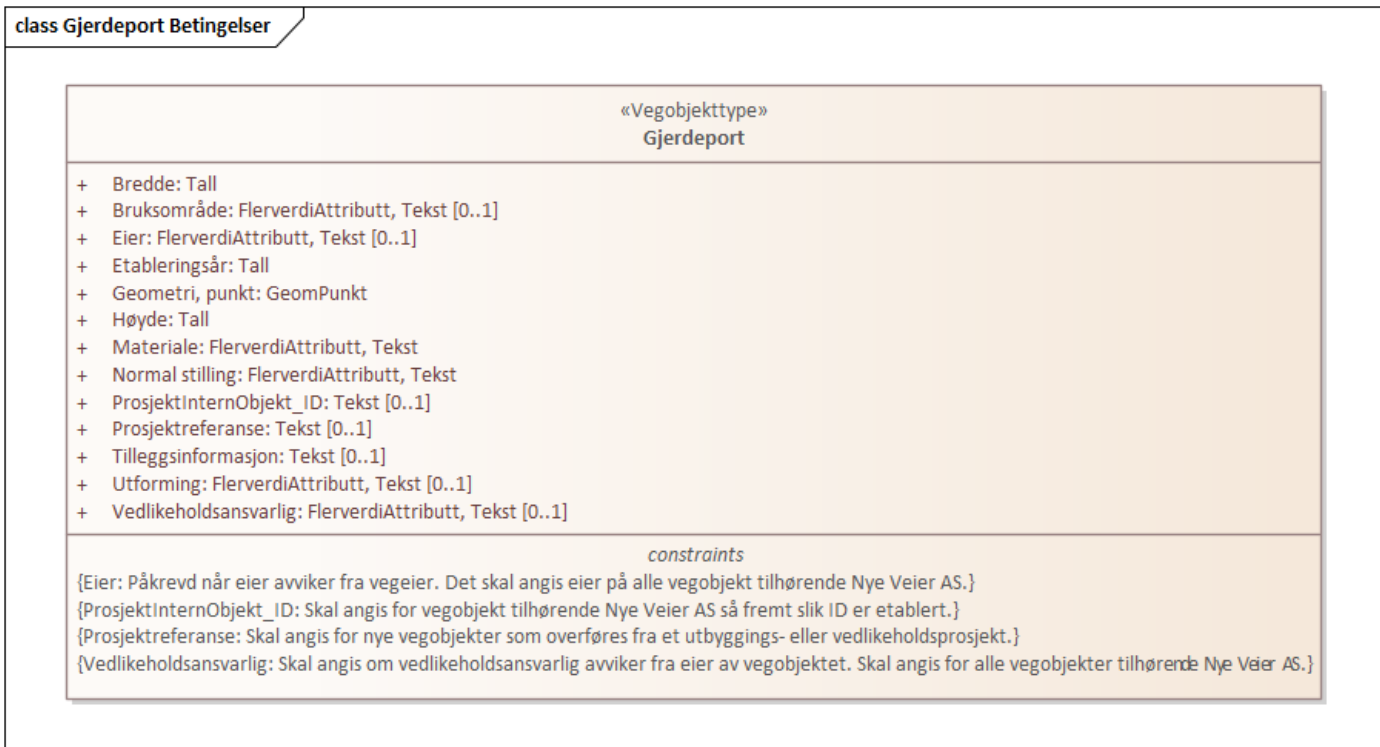 class Gjerdeport Betingelser
«Vegobjekttype»
Gjerdeport
+ Bredde: Tall
+ Bruksområde: FlerverdiAttributt, Tekst [0..1]
+ Eier: FlerverdiAttributt, Tekst [0..1]
+ Etableringsår: Tall
+ Geometri, punkt: GeomPunkt
+ Høyde: Tall
+ Materiale: FlerverdiAttributt, Tekst
+ Normal stilling: FlerverdiAttributt, Tekst
+ ProsjektInternObjekt_ID: Tekst [0..1]
+ Prosjektreferanse: Tekst [0..1]
+ Tilleggsinformasjon: Tekst [0..1]
+ Utforming: FlerverdiAttributt, Tekst [0..1]
+ Vedlikeholdsansvarlig: FlerverdiAttributt, Tekst [0..1]
constraints
{Eier: Påkrevd når eier avviker fra vegeier. Det skal angis eier på alle vegobjekt tilhørende Nye Veier AS.}
{ProsjektInternObjekt_ID: Skal angis for vegobjekt tilhørende Nye Veier AS så fremt slik ID er etablert.}
{Prosjektreferanse: Skal angis for nye vegobjekter som overføres fra et utbyggings- eller vedlikeholdsprosjekt.}
{Vedlikeholdsansvarlig: Skal angis om vedlikeholdsansvarlig avviker fra eier av vegobjektet. Skal angis for alle vegobjekter tilhørende Nye Veier AS.}